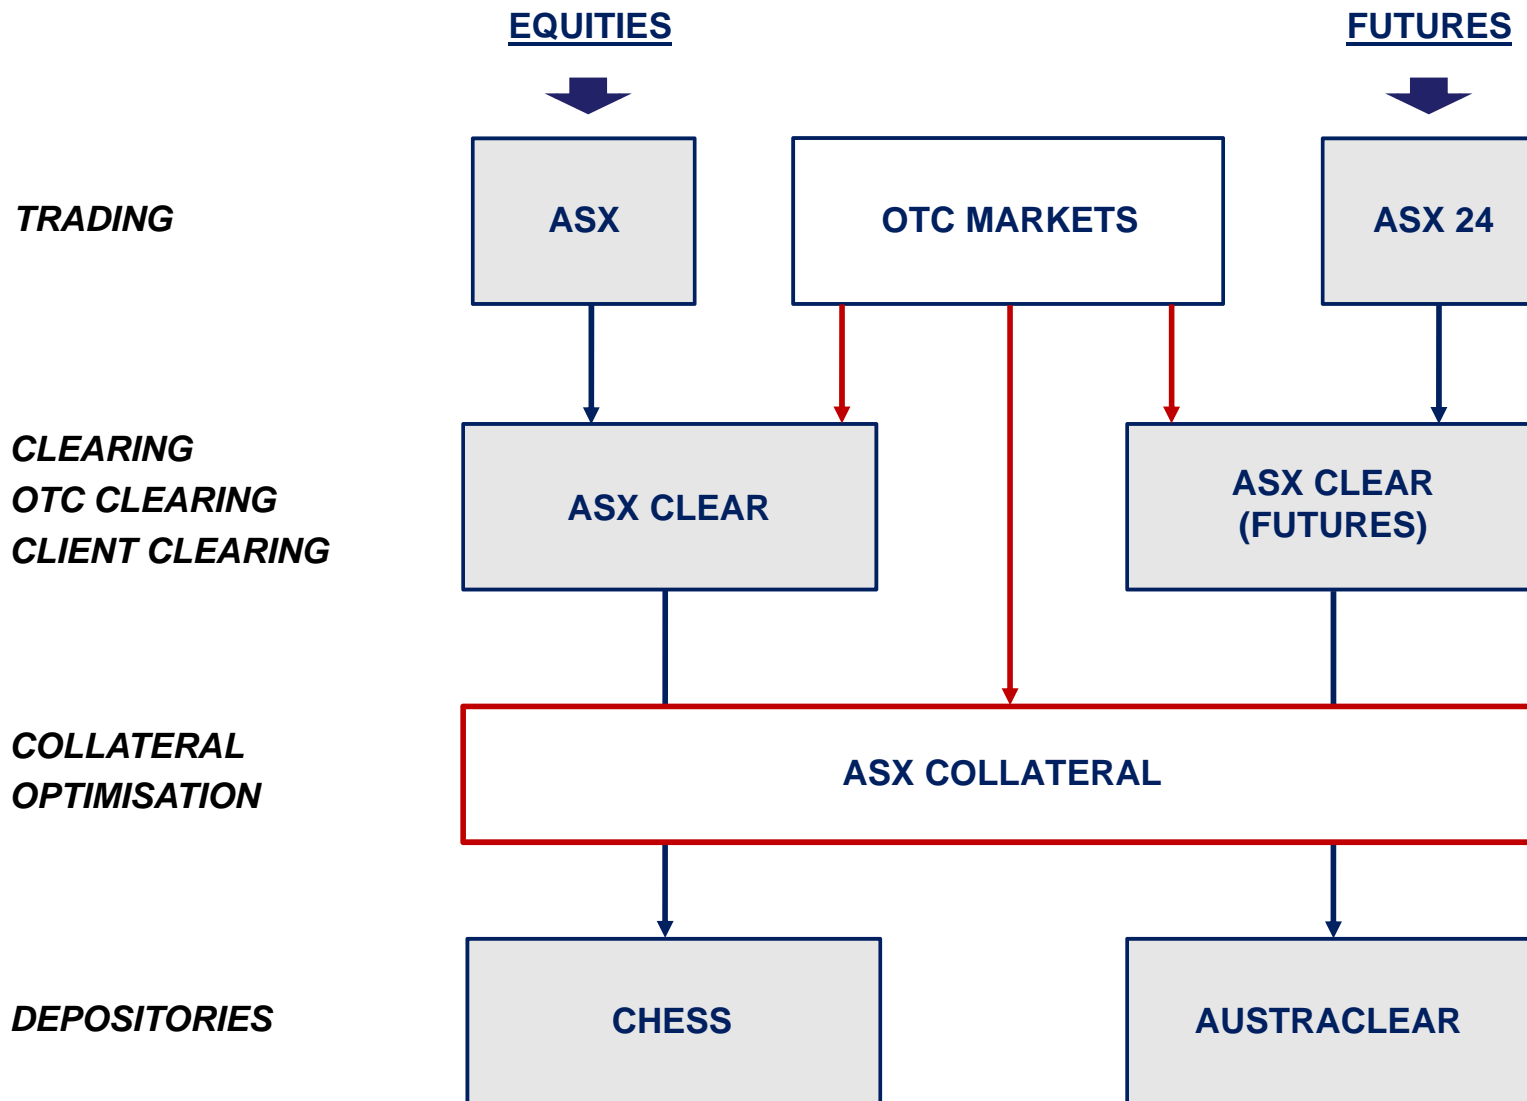 EQUITIES
FUTURES
TRADING
ASX
OTC MARKETS
ASX 24
CLEARING
OTC CLEARING
CLIENT CLEARING
ASX CLEAR
ASX CLEAR
(FUTURES)
COLLATERAL
OPTIMISATION
ASX COLLATERAL
DEPOSITORIES
CHESS
AUSTRACLEAR